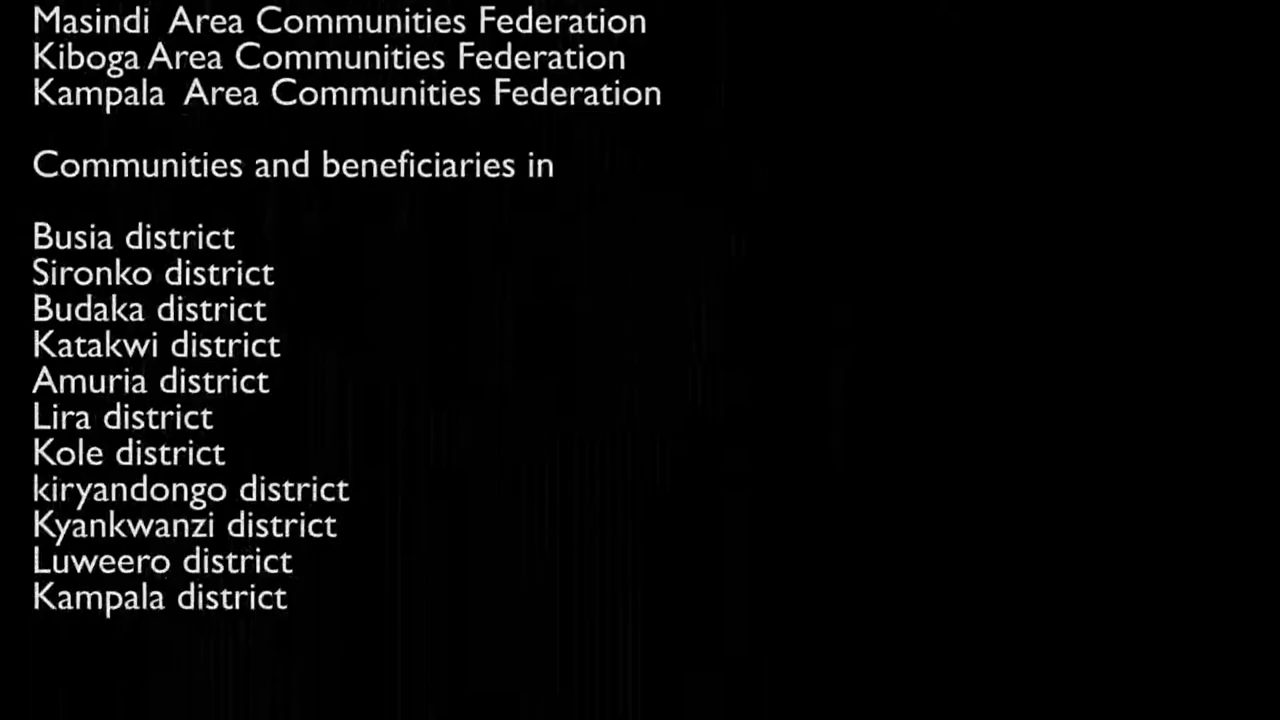 Masindi Area Communities Federation
Kiboga Area Communities Federation
Kampala Area Communities Federation
Communities and beneficiaries in
Busia district
Sironko district
Budaka district
Katakwi district
Amuria district
Lira district
Kole district
kiryandongo district
Kyankwanzi district
Luweero district
Kampala district